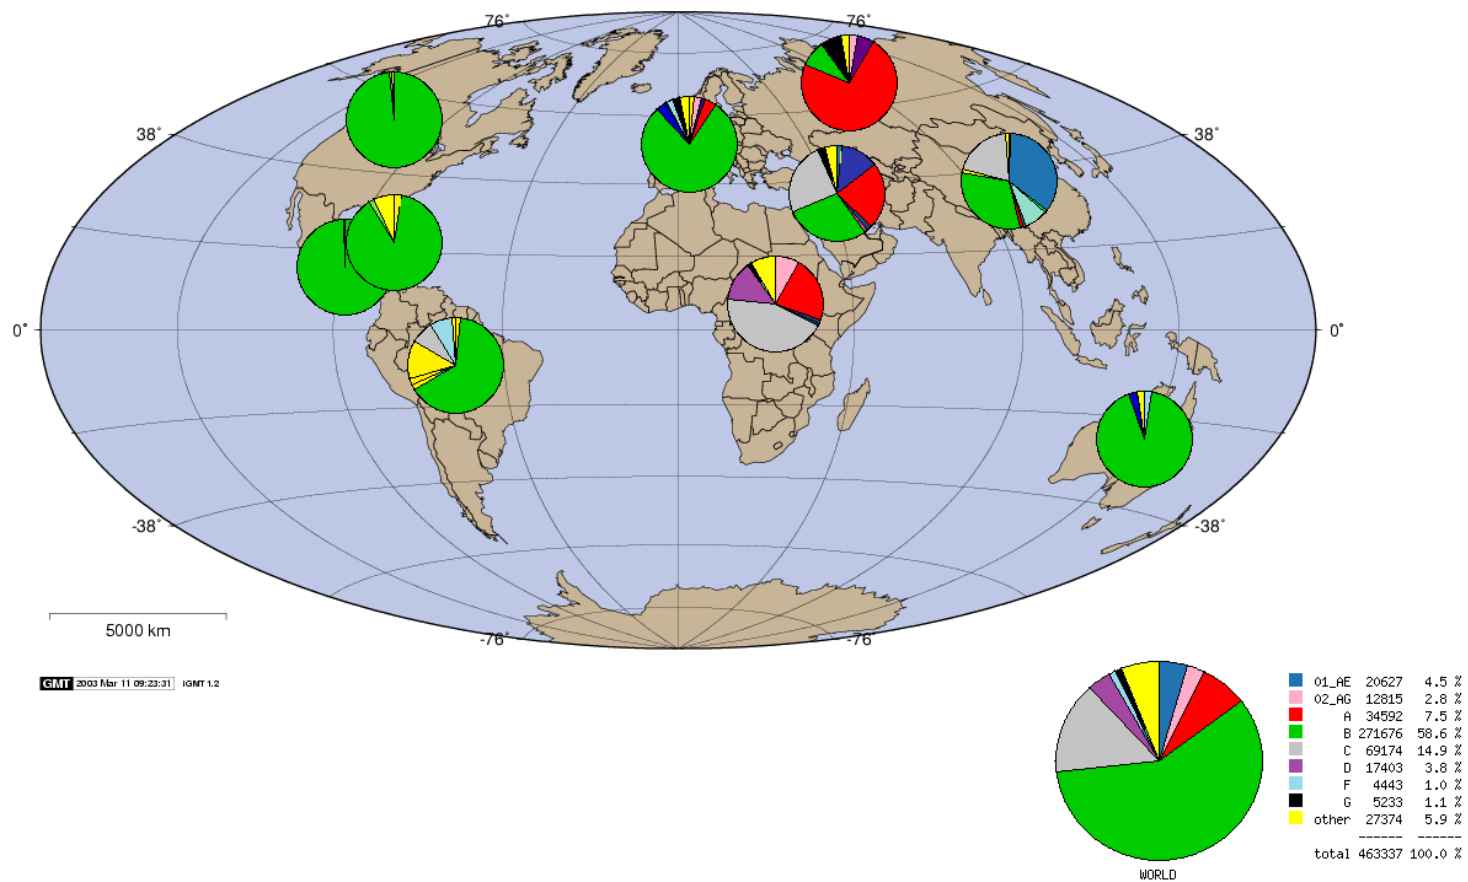 76°
76°
38°
38°
0°
0°
-38°
-38°
-76°
-76°
5000 km
GMT 2003 Mar 11 09:23:31 iGMT 1.2
01_AE 20627 4.5 %
02_AG 12815 2.8 %
A 34592 7.5 %
B 271676 58.6 %
C 69174 14.9 %
D 17403 3.8 %
F 4443 1.0 %
G 5233 1.1 %
other 27374 5.9 %
------ ------
total 463337 100.0 %
WORLD